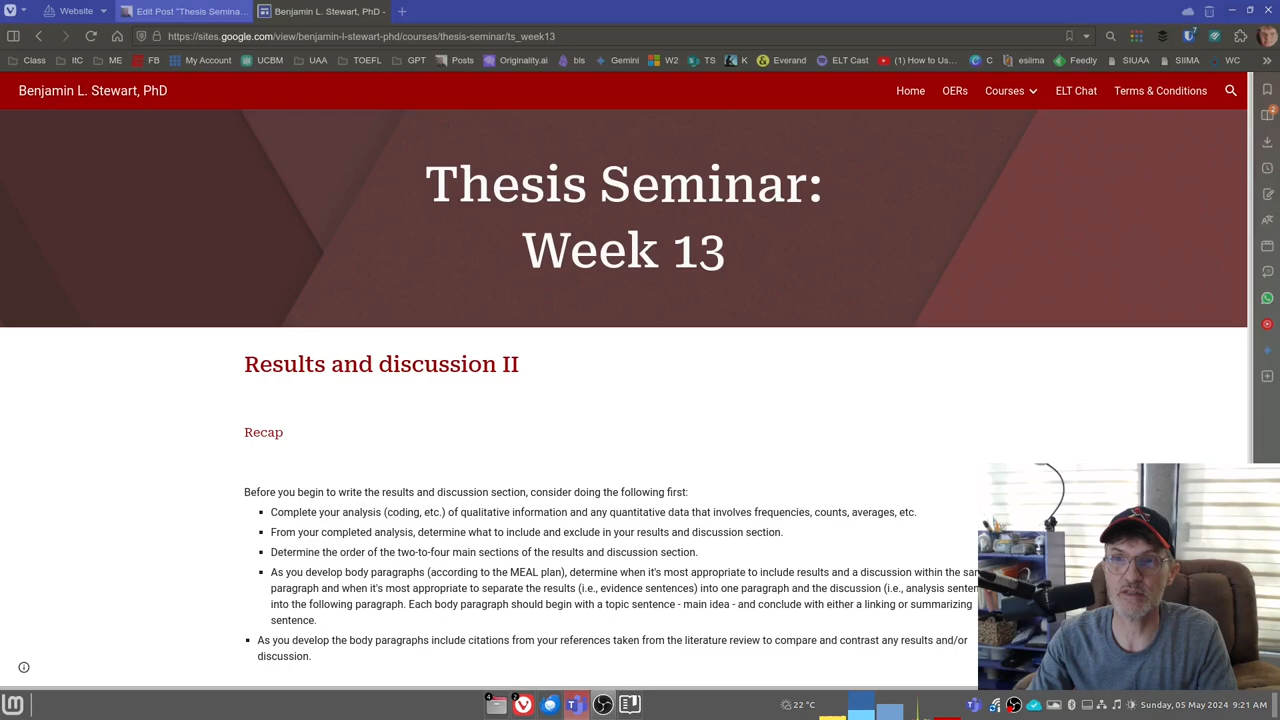 Edit Post "Thesis Semina…
Benjamin L. Stewart, PhD -
https://sites.google.com/view/benjamin-l-stewart-phd/courses/thesis-seminar/ts_week13
Class ItC ME FB My Account UCBM UAA TOEFL GPT Posts Originality.ai bls Gemini W2 TS K Everand ELT Cast (1) How to Us… C esiima Feedly SIUAA SIIMA WC
Benjamin L. Stewart, PhD
Home OERs Courses ELT Chat Terms & Conditions
2
Thesis Seminar:
Week 13
Results and discussion II
Recap
Before you begin to write the results and discussion section, consider doing the following first:
Complete your analysis (coding, etc.) of qualitative information and any quantitative data that involves frequencies, counts, averages, etc.
From your completed analysis, determine what to include and exclude in your results and discussion section.
Determine the order of the two-to-four main sections of the results and discussion section.
As you develop body paragraphs (according to the MEAL plan), determine when it's most appropriate to include results and a discussion within the
paragraph and when it's most appropriate to separate the results (i.e., evidence sentences) into one paragraph and the discussion (i.e., analysis
into the following paragraph. Each body paragraph should begin with a topic sentence - main idea - and conclude with either a linking or summarizing
sentence.
As you develop the body paragraphs include citations from your references taken from the literature review to compare and contrast any results and/or
discussion.
4 2 22 °C Sunday, 05 May 2024 9:21 AM